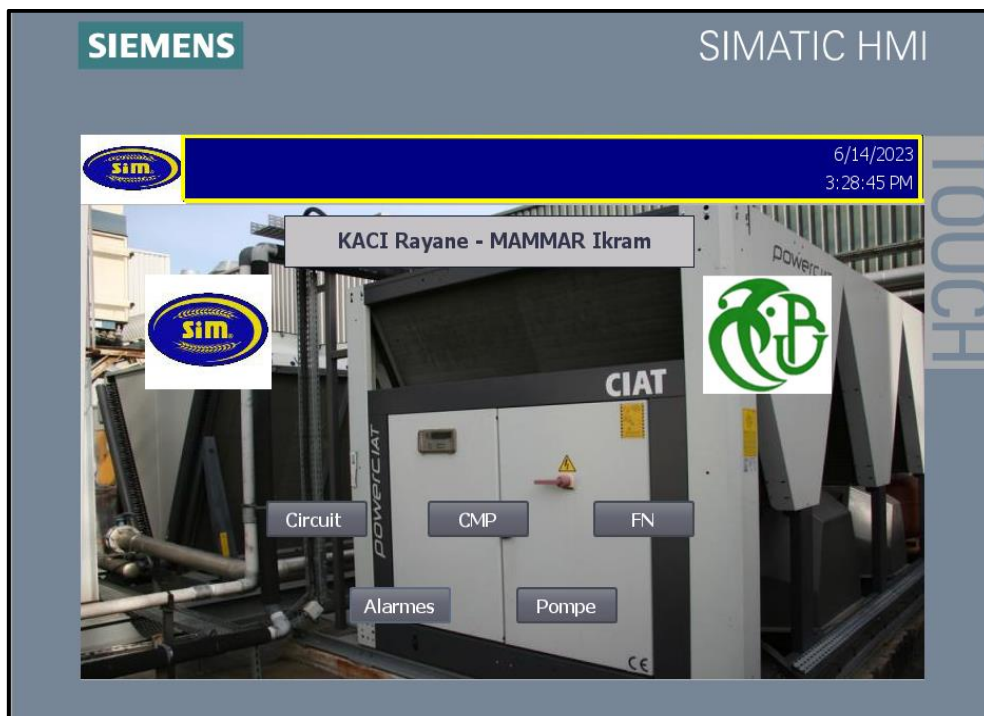 SIEMENS
SIMATIC HMI
TOUCH
SiM
6/14/2023
3:28:45 PM
KACI Rayane - MAMMAR Ikram
SiM
powerciat
CIAT
powerciat
Circuit
CMP
FN
Alarmes
Pompe
CE